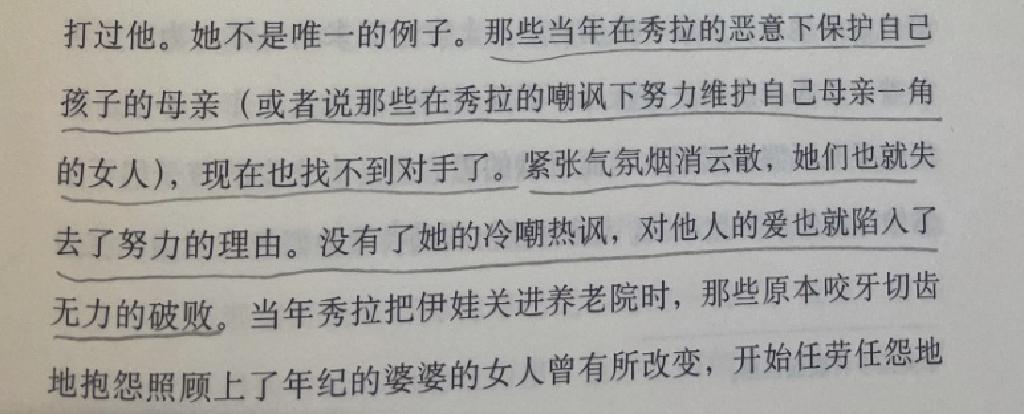 打过他。她不是唯一的例子。那些当年在秀拉的恶意下保护自己
孩子的母亲（或者说那些在秀拉的嘲讽下努力维护自己母亲一角
的女人），现在也找不到对手了。紧张气氛烟消云散，她们也就失
去了努力的理由。没有了她的冷嘲热讽，对他人的爱也就陷入了
无力的破败。当年秀拉把伊娃关进养老院时，那些原本咬牙切齿
地抱怨照顾上了年纪的婆婆的女人曾有所改变，开始任劳任怨地